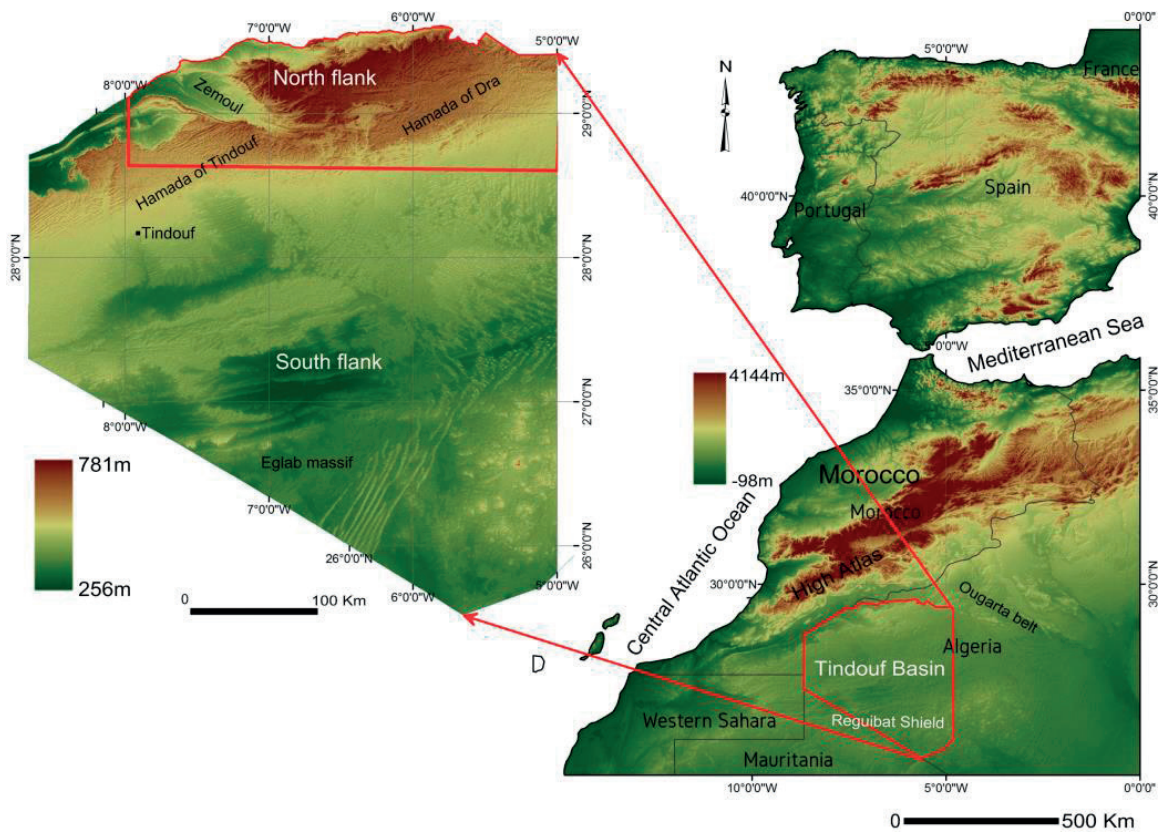 7°0'0"W
6°0'0"W
5°0'0"W
8°0'0"W
North flank
Zemoul
Hamada of Dra
29°0'0"N
Hamada of Tindouf
Tindouf
28°0'0"N
28°0'0"N
South flank
27°0'0"N
8°0'0"W
Eglab massif
7°0'0"W
26°0'0"N
26°0'0"N
6°0'0"W
5°0'0"W
781m
256m
0
100 Km
N
5°0'0"W
0°0'0"
France
Spain
40°0'0"N
40°0'0"N
Portugal
5°0'0"W
Mediterranean Sea
4144m
-98m
35°0'0"N
35°0'0"N
Morocco
Morocco
High Atlas
Central Atlantic Ocean
30°0'0"N
30°0'0"N
Ougarta belt
Algeria
Tindouf Basin
Reguibat Shield
Western Sahara
Mauritania
D
10°0'0"W
5°0'0"W
0°0'0"
0
500 Km